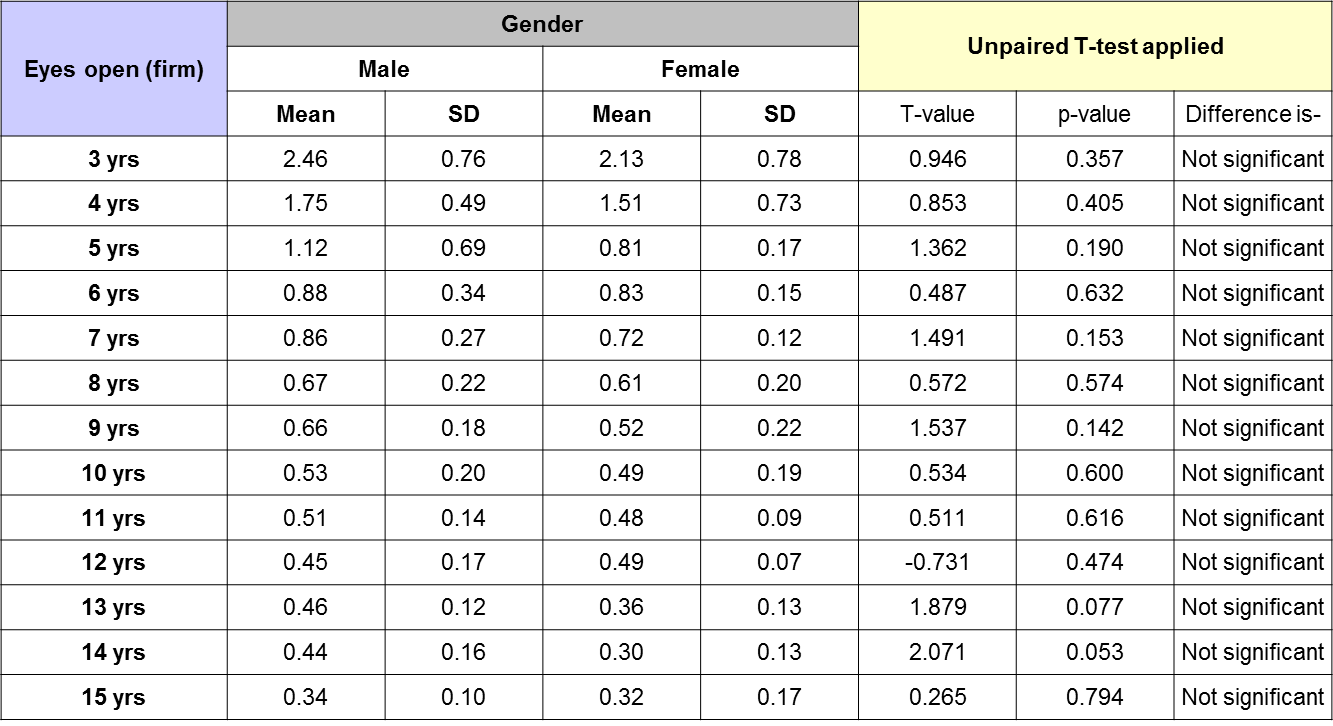 Eyes open (firm) Gender Unpaired T-test applied
Male Female
Mean SD Mean SD T-value p-value Difference is-
3 yrs 2.46 0.76 2.13 0.78 0.946 0.357 Not significant
4 yrs 1.75 0.49 1.51 0.73 0.853 0.405 Not significant
5 yrs 1.12 0.69 0.81 0.17 1.362 0.190 Not significant
6 yrs 0.88 0.34 0.83 0.15 0.487 0.632 Not significant
7 yrs 0.86 0.27 0.72 0.12 1.491 0.153 Not significant
8 yrs 0.67 0.22 0.61 0.20 0.572 0.574 Not significant
9 yrs 0.66 0.18 0.52 0.22 1.537 0.142 Not significant
10 yrs 0.53 0.20 0.49 0.19 0.534 0.600 Not significant
11 yrs 0.51 0.14 0.48 0.09 0.511 0.616 Not significant
12 yrs 0.45 0.17 0.49 0.07 -0.731 0.474 Not significant
13 yrs 0.46 0.12 0.36 0.13 1.879 0.077 Not significant
14 yrs 0.44 0.16 0.30 0.13 2.071 0.053 Not significant
15 yrs 0.34 0.10 0.32 0.17 0.265 0.794 Not significant